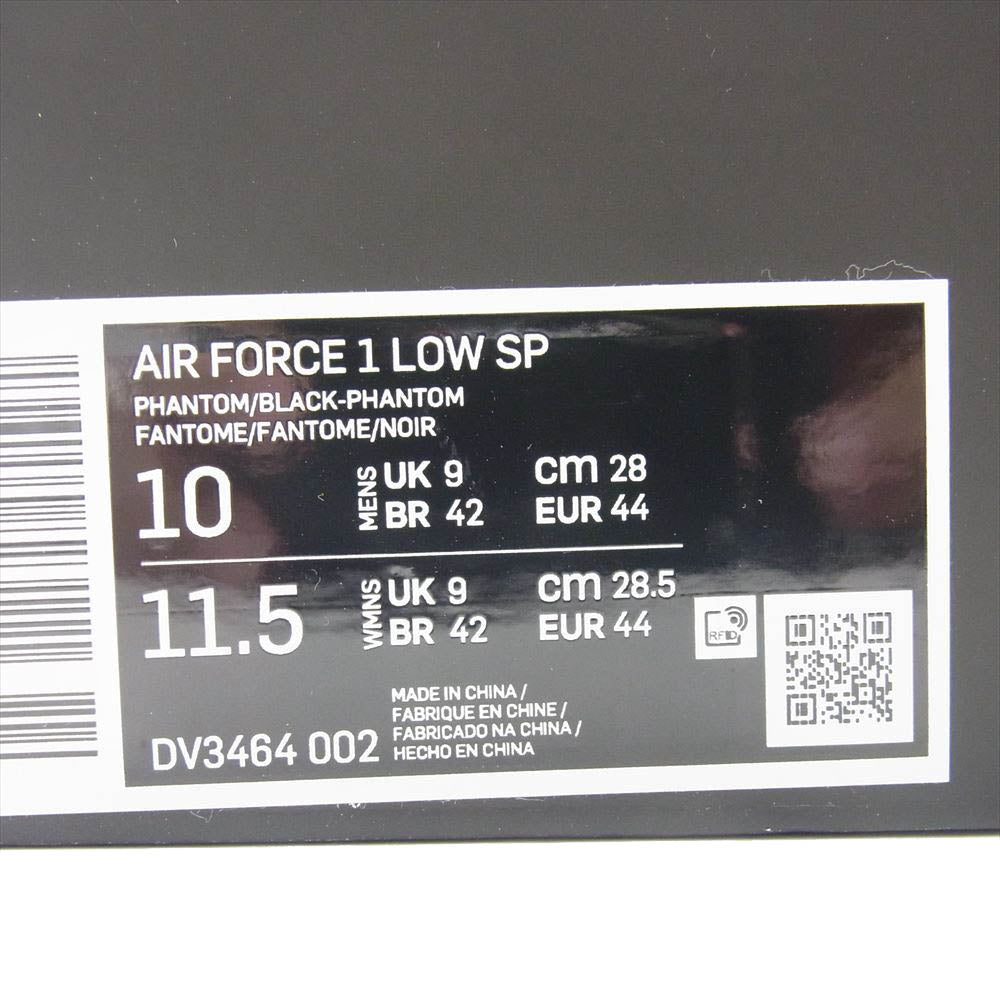 AIR FORCE 1 LOW SP
PHANTOM/BLACK-PHANTOM
FANTOME/FANTOME/NOIR
10 MENS UK 9 cm 28
BR 42 EUR 44
11.5 WMNS UK 9 cm 28.5
BR 42 EUR 44
RFID
MADE IN CHINA /
FABRIQUE EN CHINE /
FABRICADO NA CHINA /
HECHO EN CHINA
DV3464 002